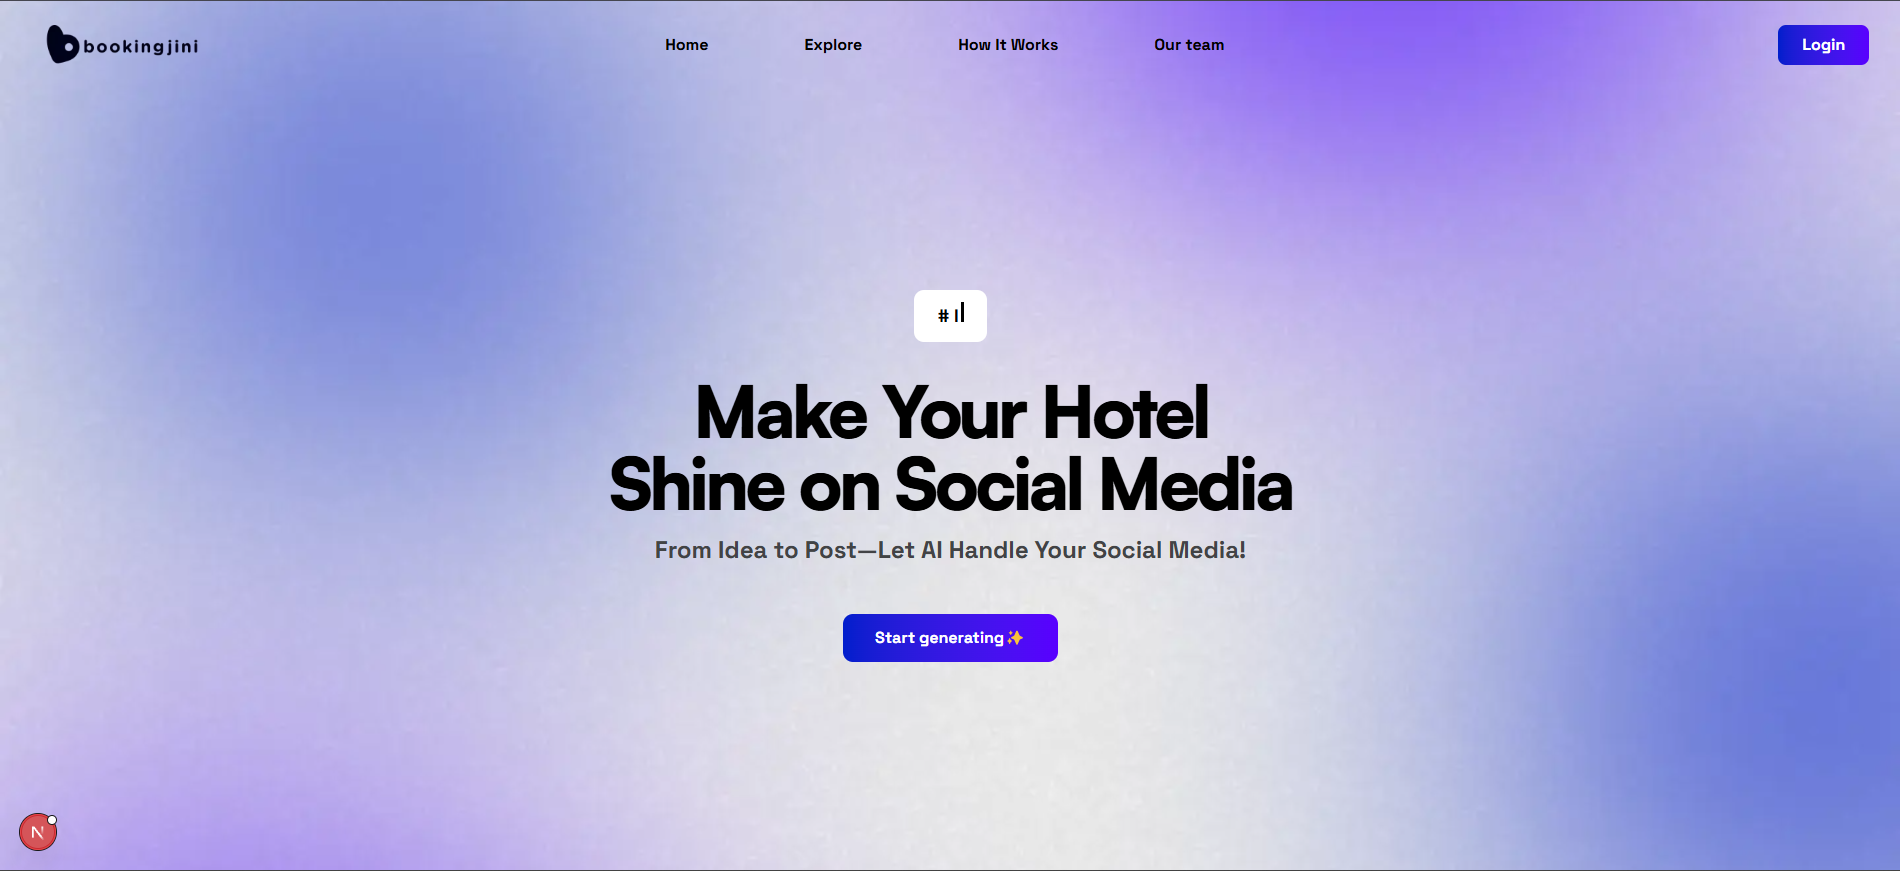 bookingjini
Home
Explore
How It Works
Our team
Login
# I
Make Your Hotel
Shine on Social Media
From Idea to Post—Let AI Handle Your Social Media!
Start generating✨
N